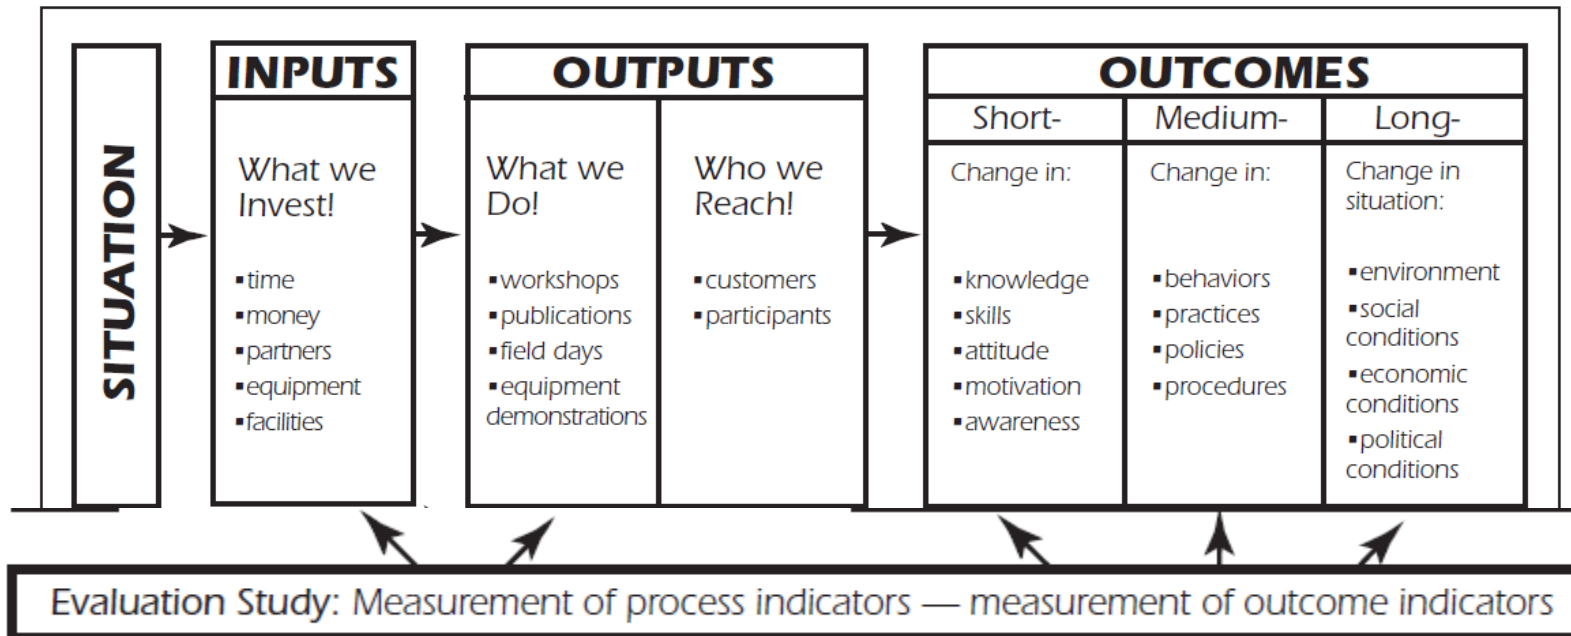 SITUATION
INPUTS
What we
Invest!
▪time
▪money
▪partners
▪equipment
▪facilities
OUTPUTS
What we
Do!
▪workshops
▪publications
▪field days
▪equipment
demonstrations
Who we
Reach!
▪customers
▪participants
OUTCOMES
Short-
Change in:
▪knowledge
▪skills
▪attitude
▪motivation
▪awareness
Medium-
Change in:
▪behaviors
▪practices
▪policies
▪procedures
Long-
Change in
situation:
▪environment
▪social
conditions
▪economic
conditions
▪political
conditions
Evaluation Study: Measurement of process indicators — measurement of outcome indicators